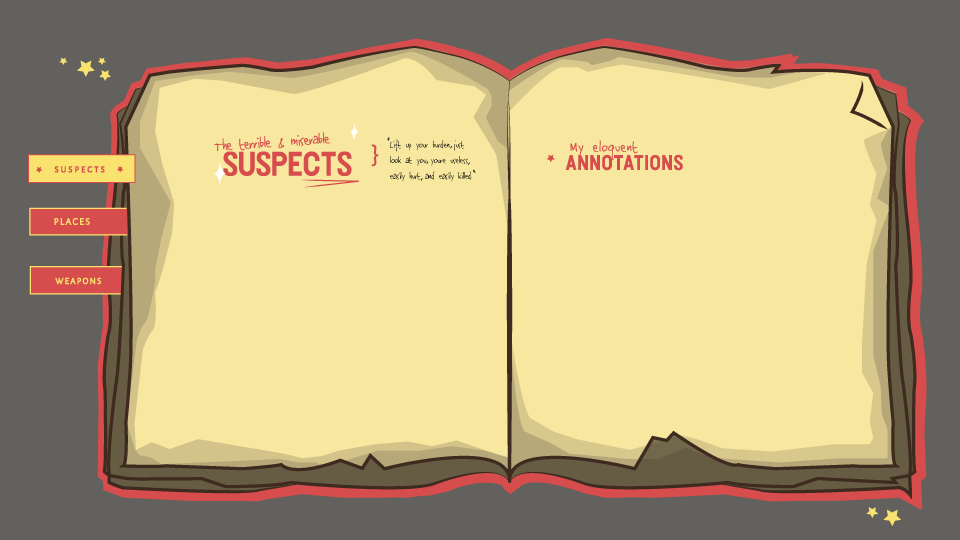 SUSPECTS
PLACES
WEAPONS
The terrible & miserable
SUSPECTS
"Lift up your burden, just
look at you, youre useless,
easily hurt, and easily killed"
My eloquent
ANNOTATIONS